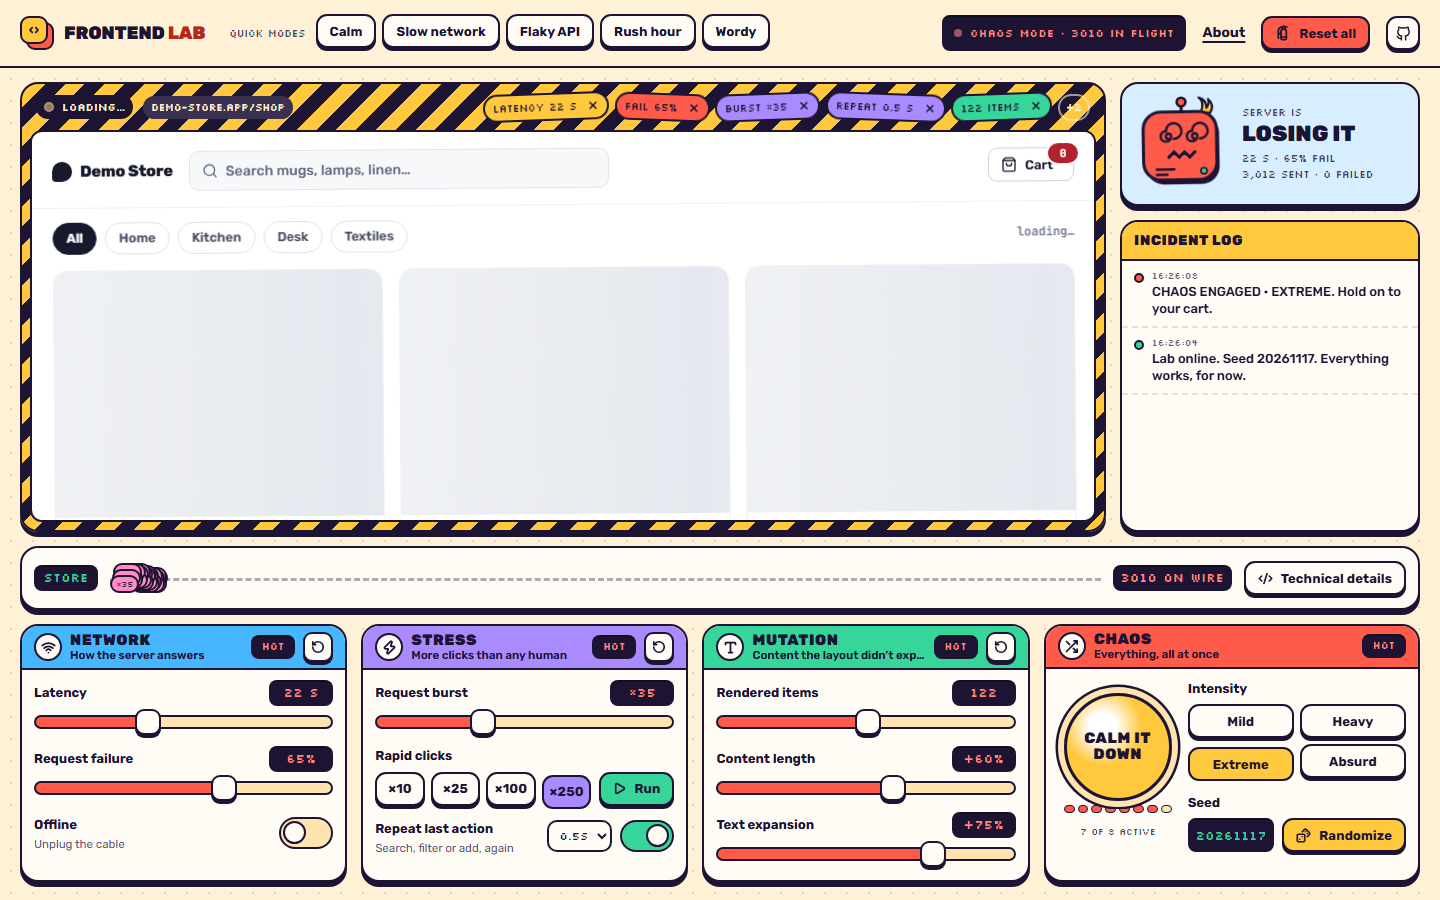 FRONTEND LAB
QUICK MODES
Calm
Slow network
Flaky API
Rush hour
Wordy
CHAOS MODE · 3010 IN FLIGHT
About
Reset all
LOADING…
DEMO-STORE.APP/SHOP
LATENCY 22 S ✕
FAIL 65% ✕
BURST ×35 ✕
REPEAT 0.5 S ✕
122 ITEMS ✕
+2
Demo Store
Search mugs, lamps, linen…
Cart
0
All
Home
Kitchen
Desk
Textiles
loading…
SERVER IS
LOSING IT
22 S · 65% FAIL
3,012 SENT · 0 FAILED
INCIDENT LOG
16:26:08
CHAOS ENGAGED • EXTREME. Hold on to
your cart.
16:26:04
Lab online. Seed 20261117. Everything
works, for now.
STORE
×35
3010 ON WIRE
Technical details
NETWORK
How the server answers
HOT
Latency
22 S
Request failure
65%
Offline
Unplug the cable
STRESS
More clicks than any human
HOT
Request burst
×35
Rapid clicks
×10
×25
×100
×250
Run
Repeat last action
Search, filter or add, again
0.5S
MUTATION
Content the layout didn't exp…
HOT
Rendered items
122
Content length
+60%
Text expansion
+75%
CHAOS
Everything, all at once
HOT
CALM IT
DOWN
7 OF 8 ACTIVE
Intensity
Mild
Heavy
Extreme
Absurd
Seed
20261117
Randomize